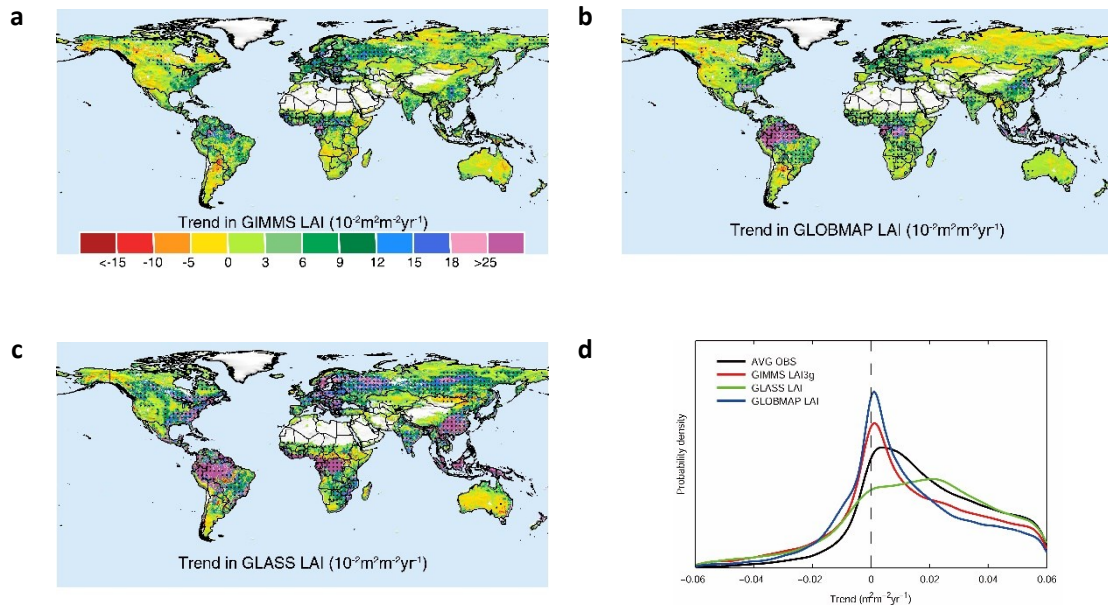 a
b
Trend in GIMMS LAI (10⁻²m²m⁻²yr⁻¹)
<-15 -10 -5 0 3 6 9 12 15 18 >25
Trend in GLOBMAP LAI (10⁻²m²m⁻²yr⁻¹)
c
d
Trend in GLASS LAI (10⁻²m²m⁻²yr⁻¹)
AVG OBS
GIMMS LAI3g
GLASS LAI
GLOBMAP LAI
Probability density
−0.06 −0.04 −0.02 0 0.02 0.04 0.06
Trend (m²m⁻²yr⁻¹)